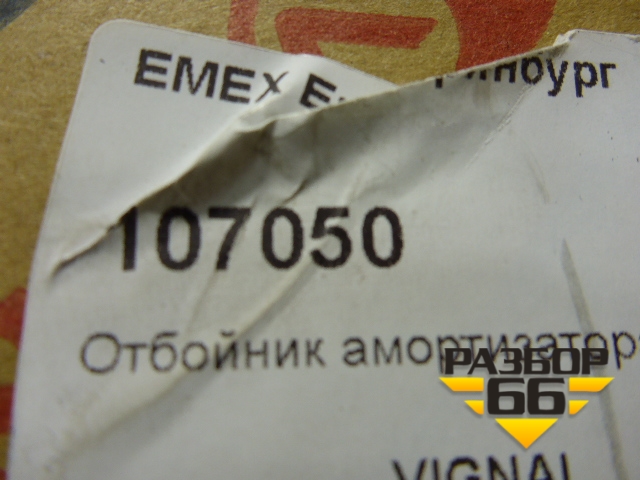 EMEX
107050
Отбойник амортизатор
РАЗБОР
66
VIGNAL